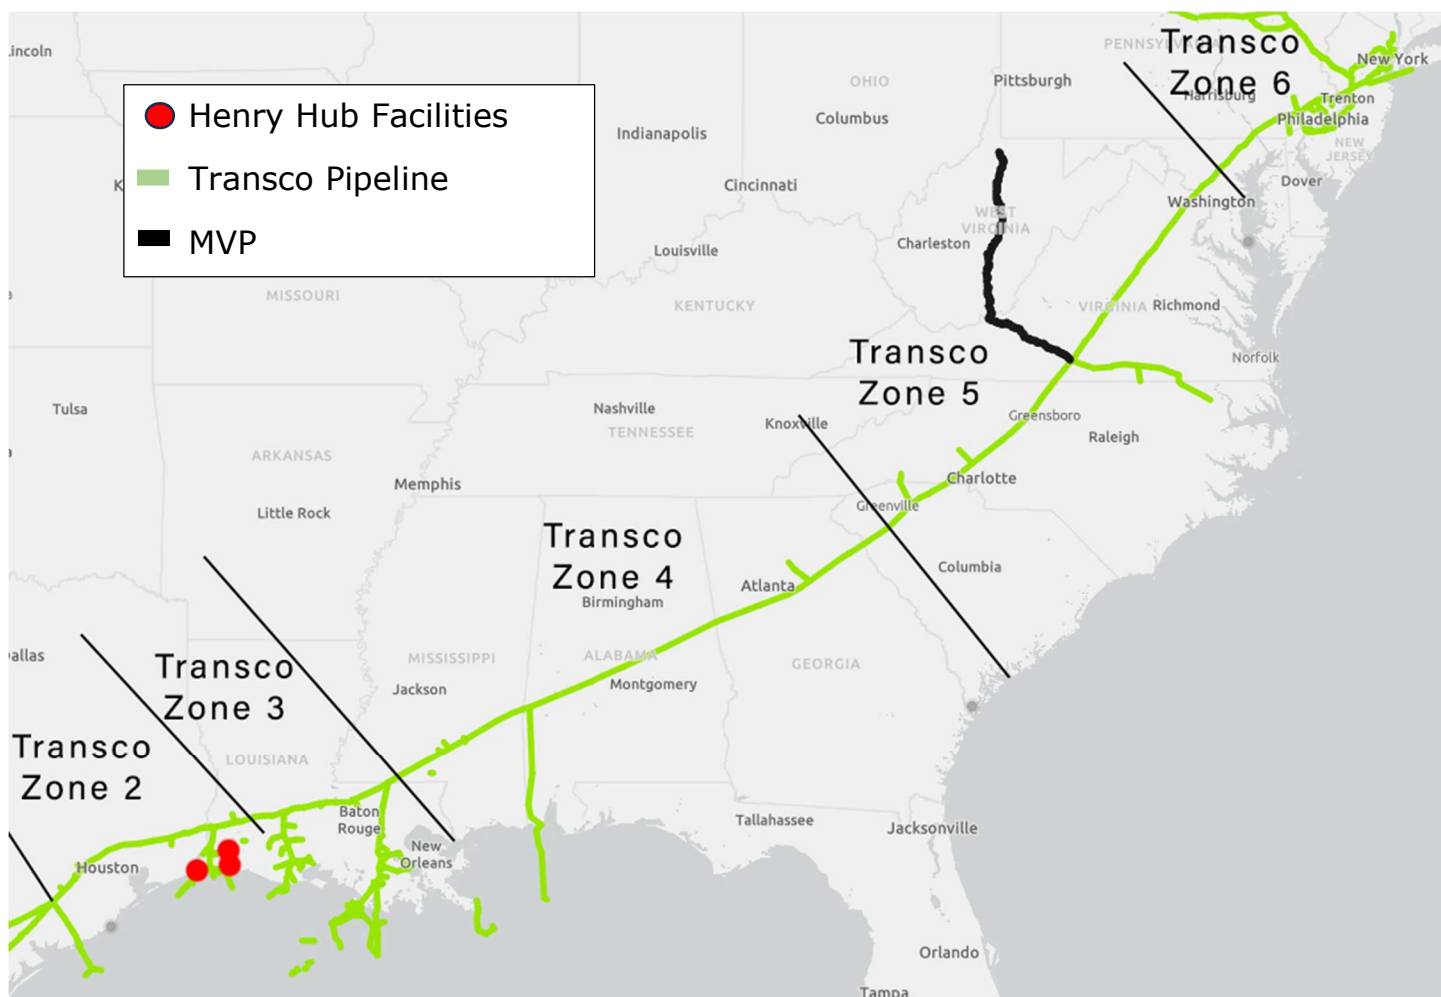 Lincoln
PENNSYLVANIA
Transco
Zone 6
New York
OHIO
Pittsburgh
Harrisburg
Trenton
Columbus
Philadelphia
Indianapolis
NEW
JERSEY
Henry Hub Facilities
Transco Pipeline
MVP
Cincinnati
Dover
Washington
WEST
VIRGINIA
Charleston
Louisville
MISSOURI
KENTUCKY
VIRGINIA
Richmond
Transco
Zone 5
Norfolk
Tulsa
Nashville
TENNESSEE
Knoxville
Greensboro
Raleigh
ARKANSAS
Memphis
Charlotte
Little Rock
Greenville
Transco
Zone 4
Columbia
Atlanta
Birmingham
Dallas
Transco
Zone 3
MISSISSIPPI
ALABAMA
GEORGIA
Jackson
Montgomery
Transco
Zone 2
LOUISIANA
Baton
Rouge
Tallahassee
Jacksonville
New
Orleans
Houston
Orlando
Tampa